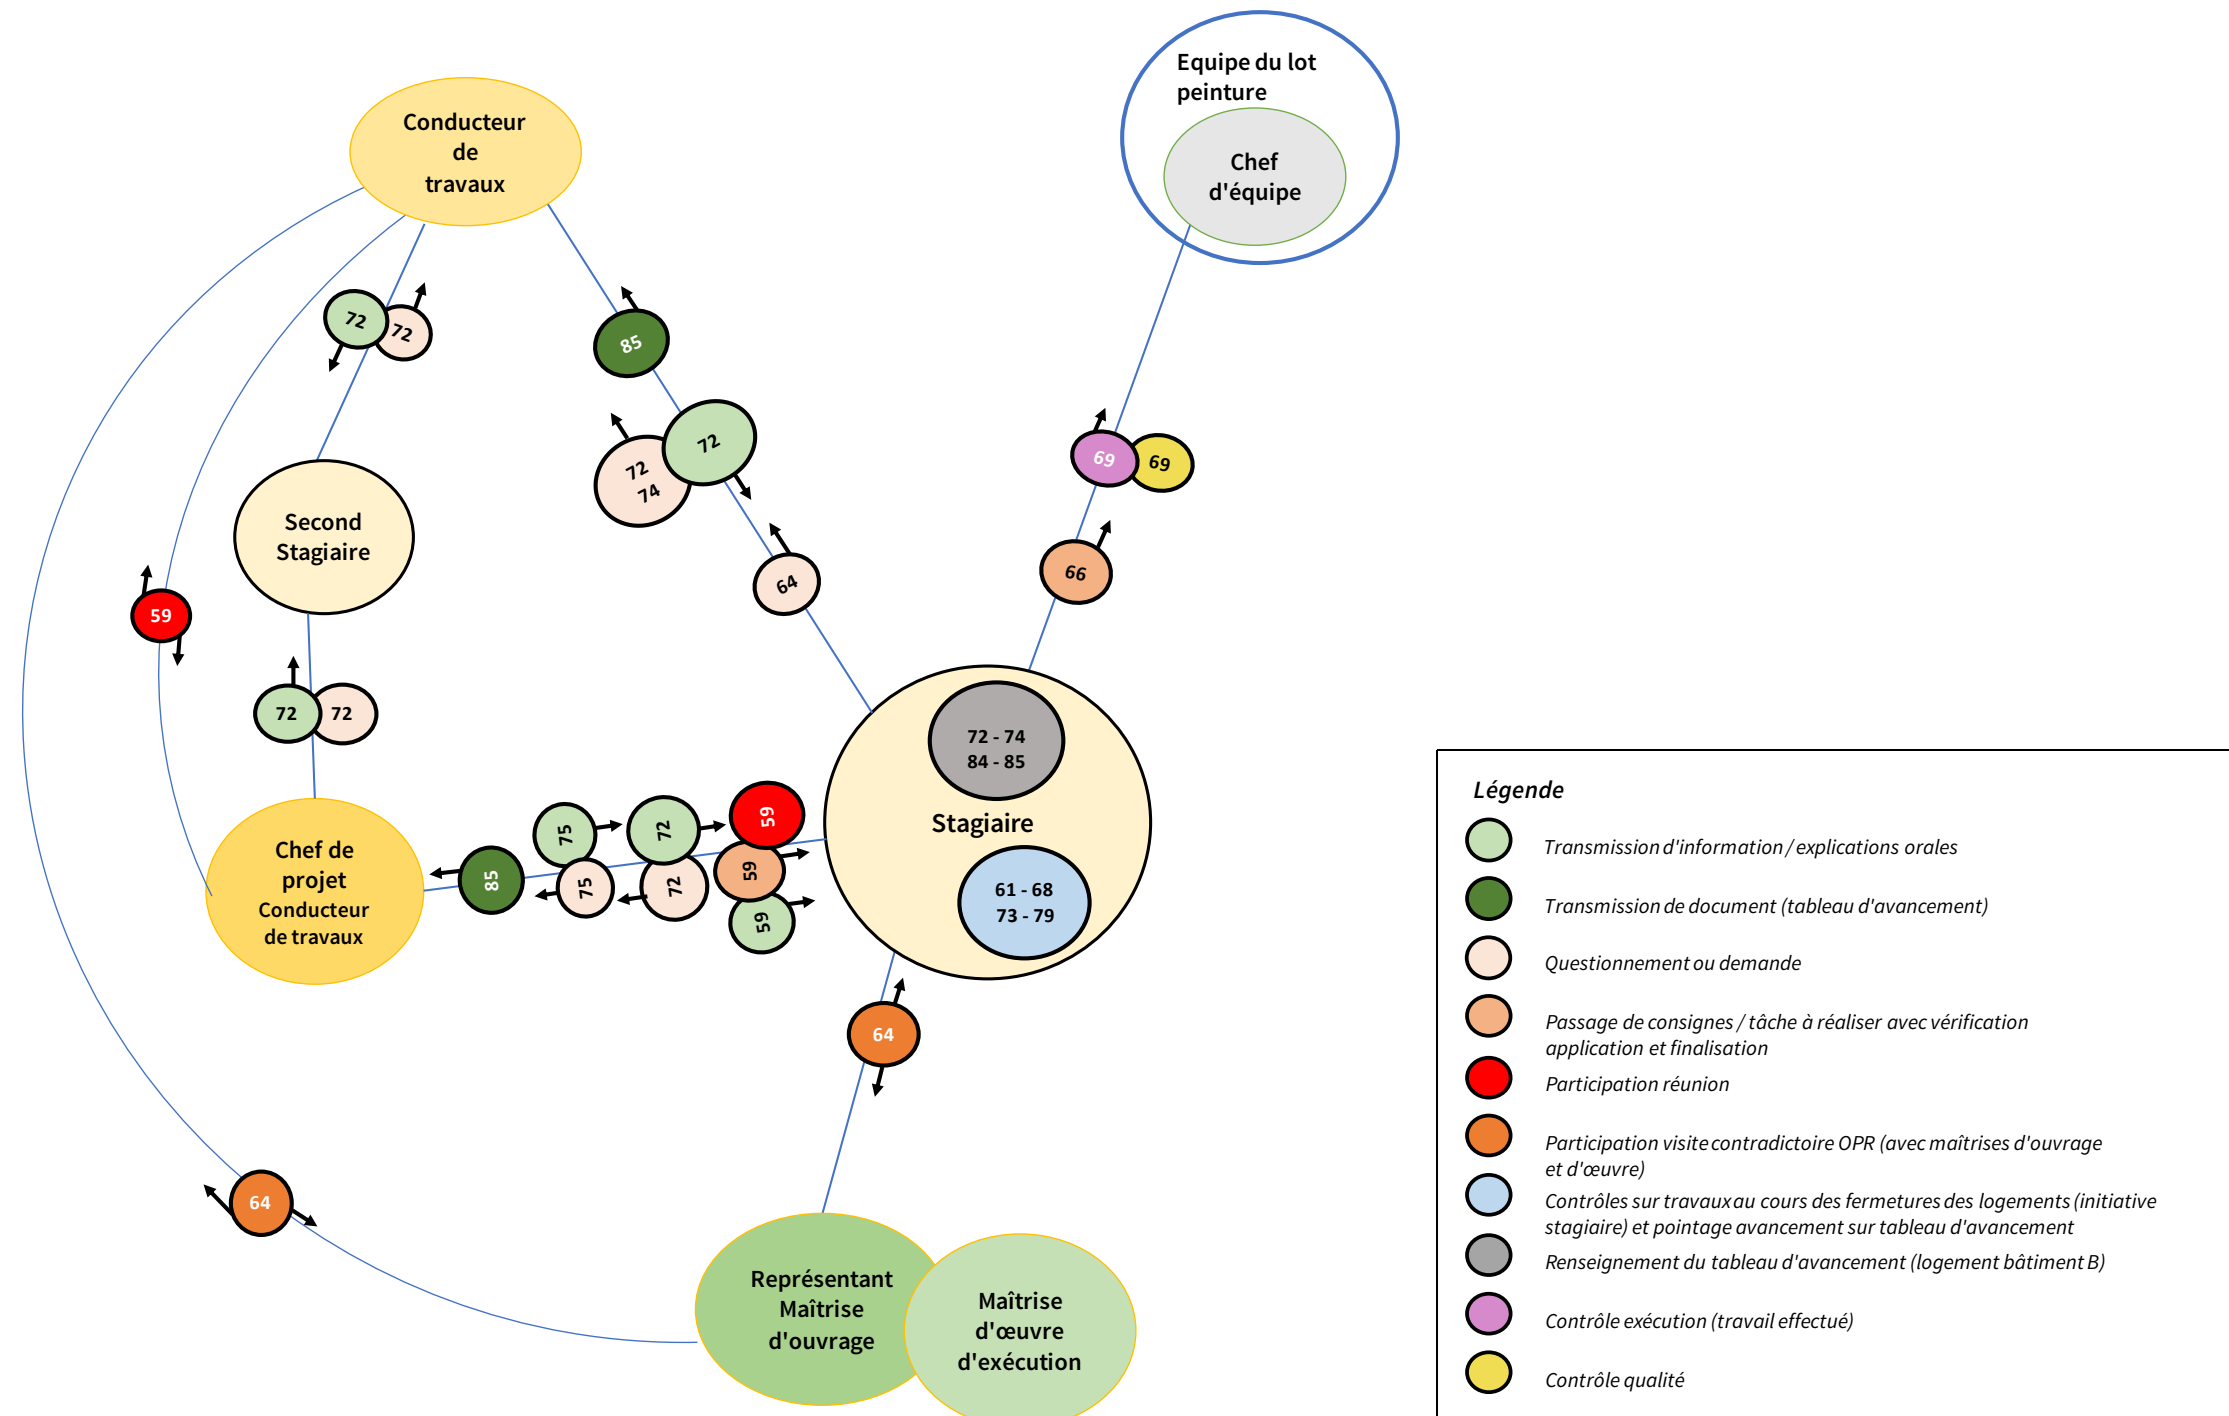 Equipe du lot
peinture
Chef
d'équipe
Conducteur
de
travaux
72
72
85
72
72
74
64
69
69
66
Second
Stagiaire
59
72
72
72 - 74
84 - 85
Stagiaire
61 - 68
73 - 79
Chef de
projet
Conducteur
de travaux
85
75
75
72
72
59
59
59
64
64
Représentant
Maîtrise
d'ouvrage
Maîtrise
d'œuvre
d'exécution
Légende
Transmission d'information / explications orales
Transmission de document (tableau d'avancement)
Questionnement ou demande
Passage de consignes / tâche à réaliser avec vérification
application et finalisation
Participation réunion
Participation visite contradictoire OPR (avec maîtrises d'ouvrage
et d'œuvre)
Contrôles sur travaux au cours des fermetures des logements (initiative
stagiaire) et pointage avancement sur tableau d'avancement
Renseignement du tableau d'avancement (logement bâtiment B)
Contrôle exécution (travail effectué)
Contrôle qualité